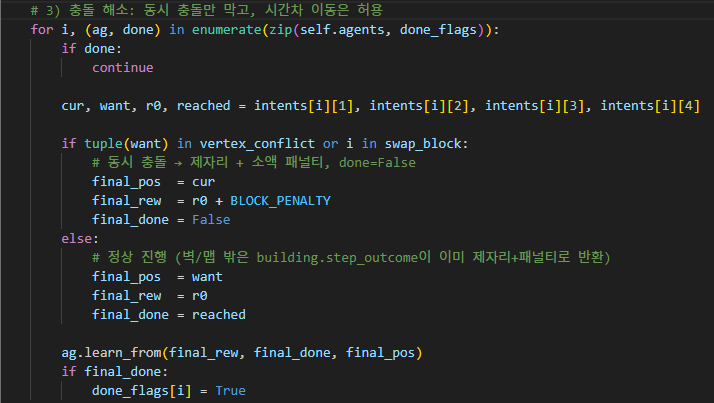 # 3) 충돌 해소: 동시 충돌만 막고, 시간차 이동은 허용
for i, (ag, done) in enumerate(zip(self.agents, done_flags)):
    if done:
        continue

    cur, want, r0, reached = intents[i][1], intents[i][2], intents[i][3], intents[i][4]

    if tuple(want) in vertex_conflict or i in swap_block:
        # 동시 충돌 → 제자리 + 소액 패널티, done=False
        final_pos  = cur
        final_rew  = r0 + BLOCK_PENALTY
        final_done = False
    else:
        # 정상 진행 (벽/맵 밖은 building.step_outcome이 이미 제자리+패널티로 반환)
        final_pos  = want
        final_rew  = r0
        final_done = reached

    ag.learn_from(final_rew, final_done, final_pos)
    if final_done:
        done_flags[i] = True